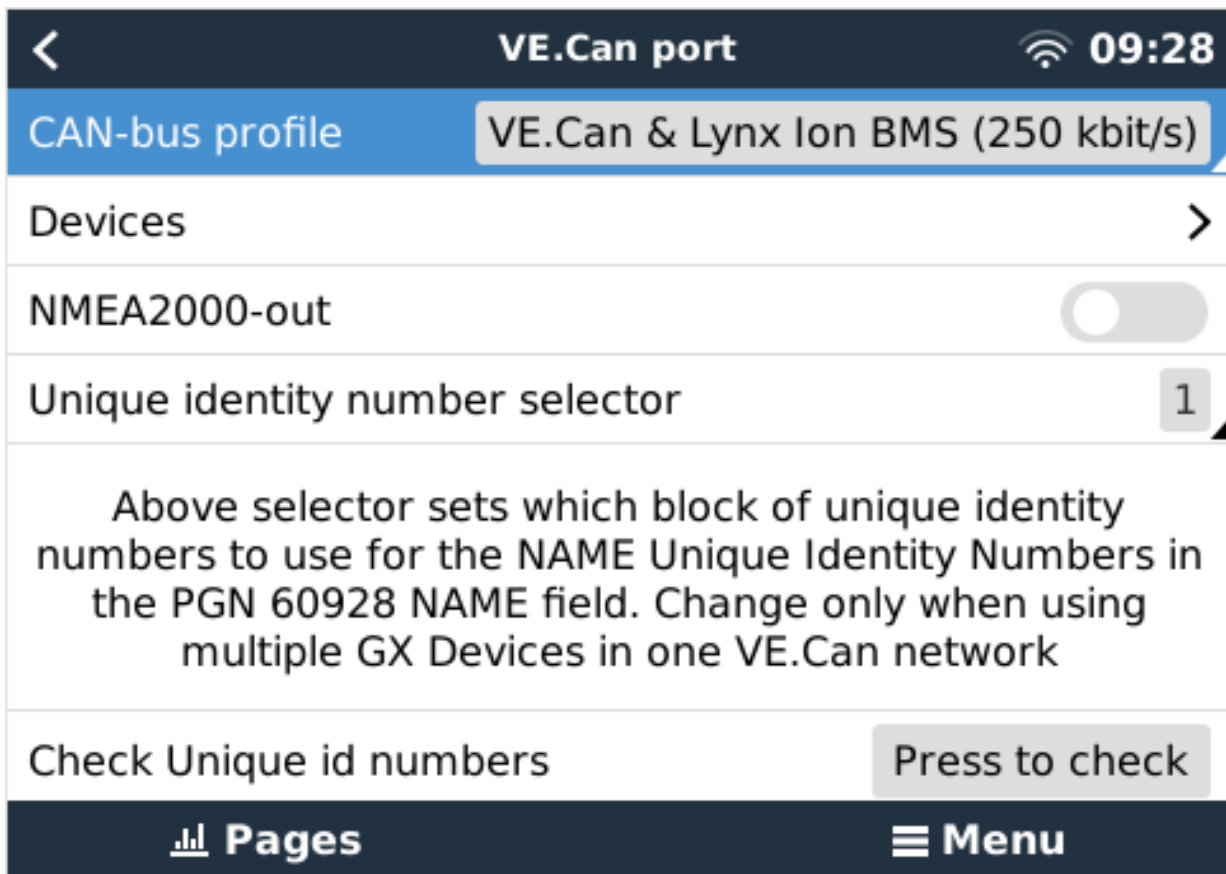 VE.Can port
09:28
CAN-bus profile VE.Can & Lynx Ion BMS (250 kbit/s)
Devices
NMEA2000-out
Unique identity number selector 1
Above selector sets which block of unique identity
numbers to use for the NAME Unique Identity Numbers in
the PGN 60928 NAME field. Change only when using
multiple GX Devices in one VE.Can network
Check Unique id numbers Press to check
Pages Menu